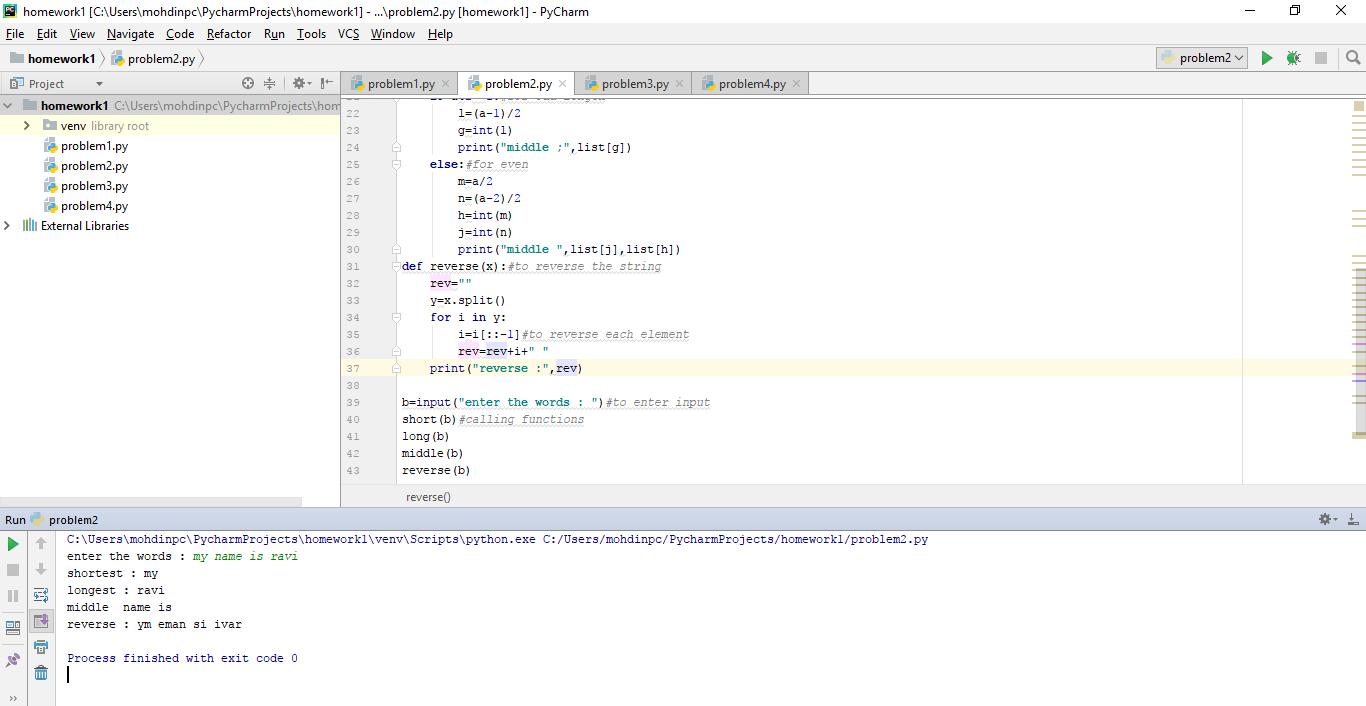 homework1 [C:\Users\mohdinpc\PycharmProjects\homework1] - ...\problem2.py [homework1] - PyCharm
File Edit View Navigate Code Refactor Run Tools VCS Window Help
homework1 problem2.py problem2
Project problem1.py problem2.py problem3.py problem4.py
homework1 C:\Users\mohdinpc\PycharmProjects\hom
venv library root
problem1.py
problem2.py
problem3.py
problem4.py
External Libraries
22 l=(a-1)/2
23 g=int(l)
24 print("middle ;",list[g])
25 else:#for even
26 m=a/2
27 n=(a-2)/2
28 h=int(m)
29 j=int(n)
30 print("middle ",list[j],list[h])
31 def reverse(x):#to reverse the string
32 rev=""
33 y=x.split()
34 for i in y:
35 i=i[::-1]#to reverse each element
36 rev=rev+i+" "
37 print("reverse :",rev)
38
39 b=input("enter the words : ")#to enter input
40 short(b)#calling functions
41 long(b)
42 middle(b)
43 reverse(b)
reverse()
Run problem2
C:\Users\mohdinpc\PycharmProjects\homework1\venv\Scripts\python.exe C:/Users/mohdinpc/PycharmProjects/homework1/problem2.py
enter the words : my name is ravi
shortest : my
longest : ravi
middle  name is
reverse : ym eman si ivar
Process finished with exit code 0